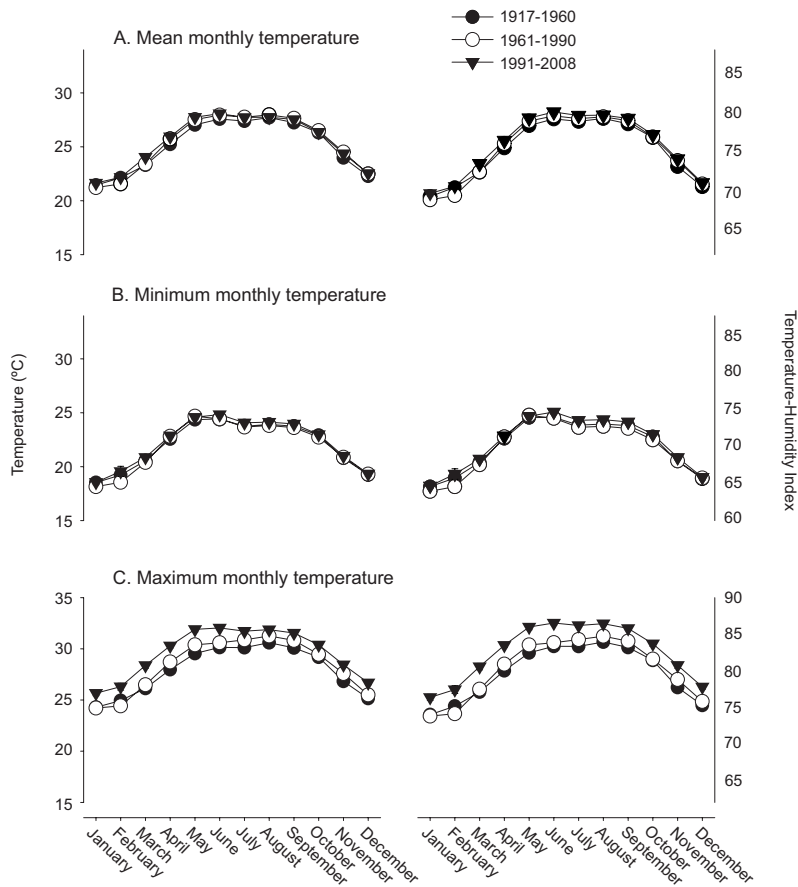 1917-1960
1961-1990
1991-2008
A. Mean monthly temperature
30
25
20
15
85
80
75
70
65
B. Minimum monthly temperature
30
25
20
15
85
80
75
70
65
60
Temperature (ºC)
Temperature-Humidity Index
C. Maximum monthly temperature
35
30
25
20
15
90
85
80
75
70
65
January
February
March
April
May
June
July
August
September
October
November
December
January
February
March
April
May
June
July
August
September
October
November
December